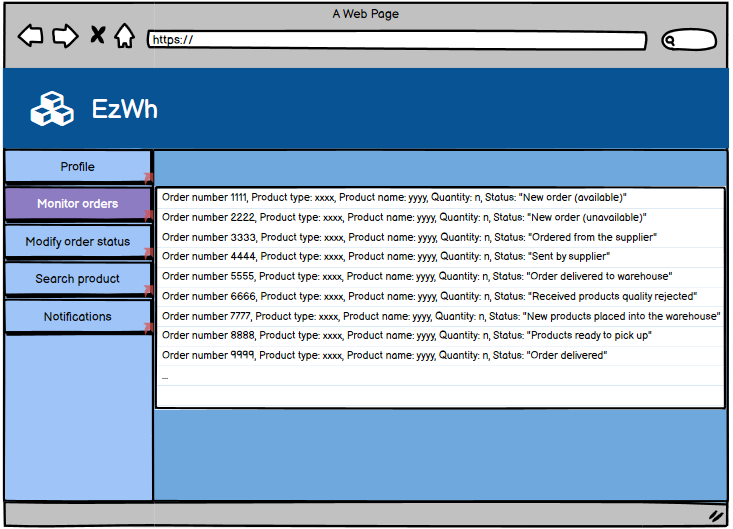 A Web Page
https://
EzWh
Profile
Monitor orders
Modify order status
Search product
Notifications
Order number 1111, Product type: xxxx, Product name: yyyy, Quantity: n, Status: "New order (available)"
Order number 2222, Product type: xxxx, Product name: yyyy, Quantity: n, Status: "New order (unavailable)"
Order number 3333, Product type: xxxx, Product name: yyyy, Quantity: n, Status: "Ordered from the supplier"
Order number 4444, Product type: xxxx, Product name: yyyy, Quantity: n, Status: "Sent by supplier"
Order number 5555, Product type: xxxx, Product name: yyyy, Quantity: n, Status: "Order delivered to warehouse"
Order number 6666, Product type: xxxx, Product name: yyyy, Quantity: n, Status: "Received products quality rejected"
Order number 7777, Product type: xxxx, Product name: yyyy, Quantity: n, Status: "New products placed into the warehouse"
Order number 8888, Product type: xxxx, Product name: yyyy, Quantity: n, Status: "Products ready to pick up"
Order number 9999, Product type: xxxx, Product name: yyyy, Quantity: n, Status: "Order delivered"
...